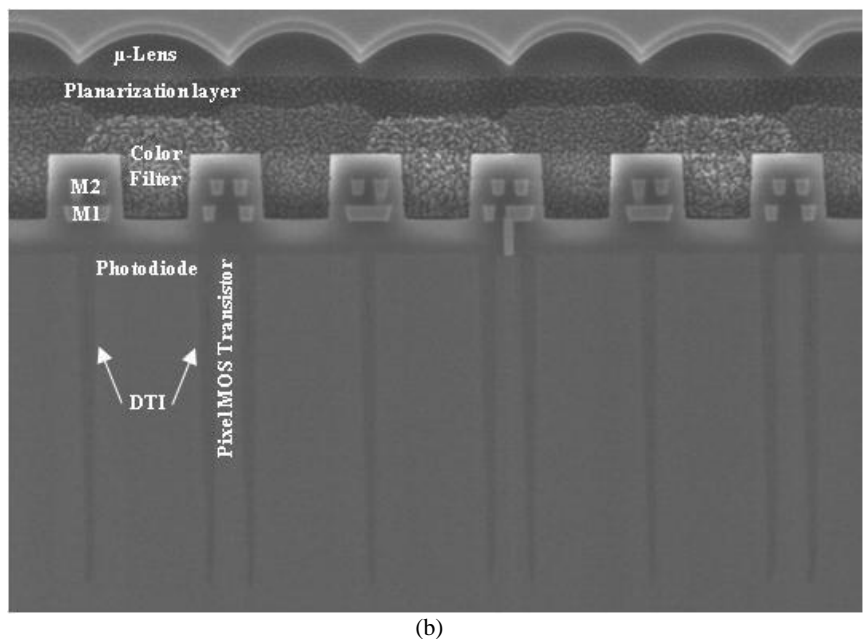 µ-Lens
Planarization layer
Color
Filter
M2
M1
Photodiode
Pixel MOS Transistor
DTI
(b)